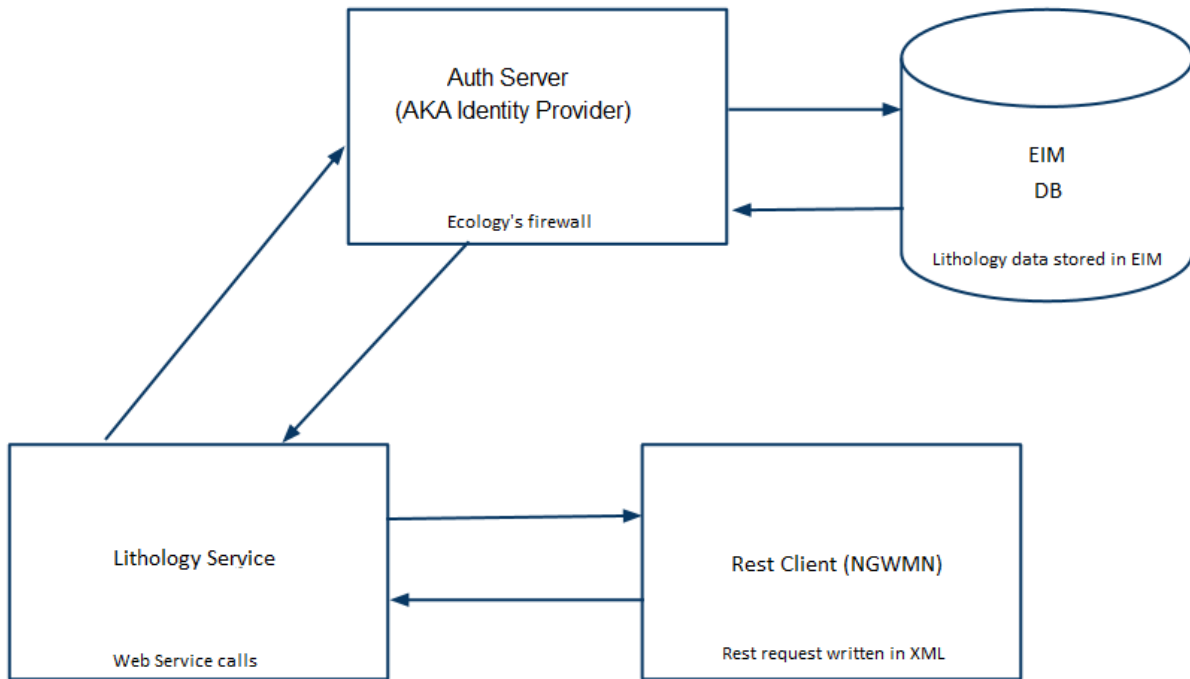 Auth Server
(AKA Identity Provider)
Ecology's firewall
EIM
DB
Lithology data stored in EIM
Lithology Service
Web Service calls
Rest Client (NGWMN)
Rest request written in XML